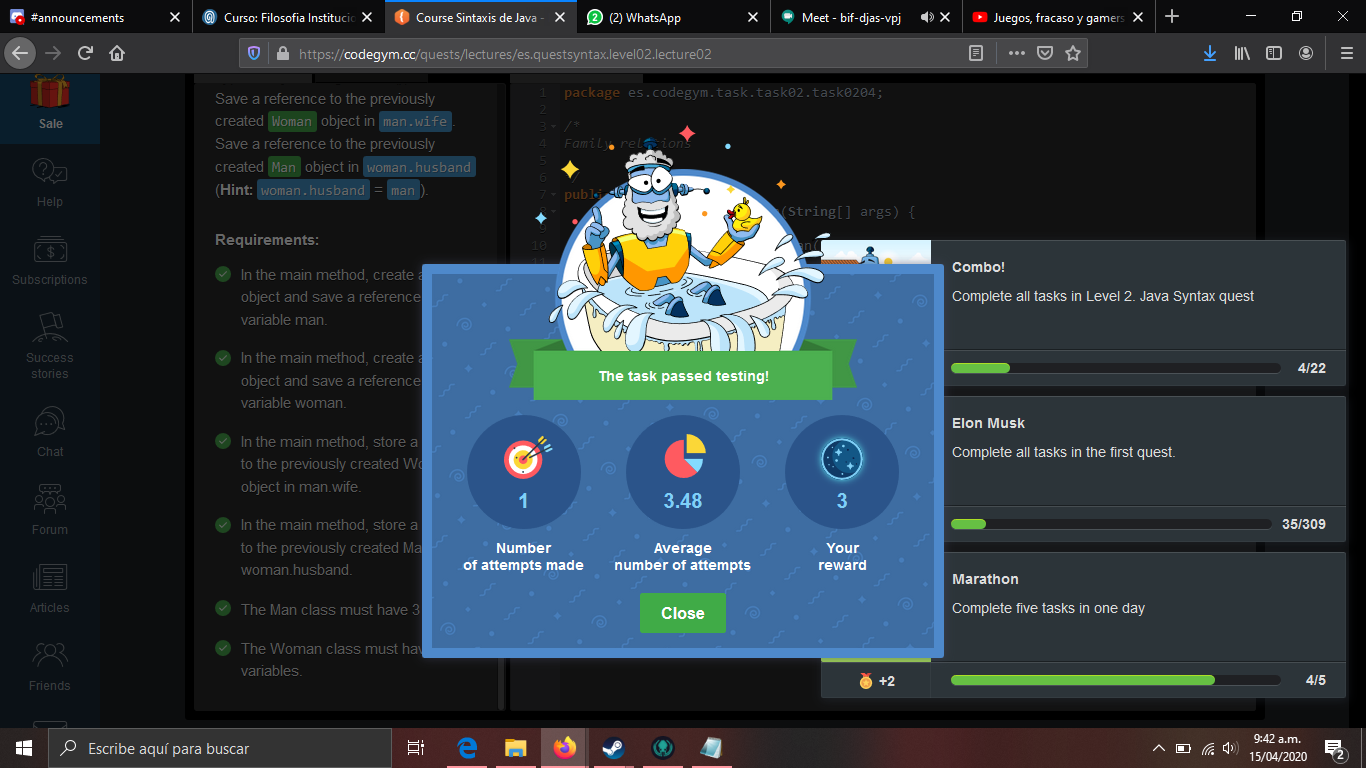 #announcements
Curso: Filosofia Institucio
Course Sintaxis de Java -
(2) WhatsApp
Meet - bif-djas-vpj
Juegos, fracaso y gamers
https://codegym.cc/quests/lectures/es.questsyntax.level02.lecture02
Sale
Help
Subscriptions
Success
stories
Chat
Forum
Articles
Friends
Save a reference to the previously
created Woman object in man.wife.
Save a reference to the previously
created Man object in woman.husband
(Hint: woman.husband = man ).
Requirements:
In the main method, create a
object and save a reference
variable man.
In the main method, create a
object and save a reference
variable woman.
In the main method, store a
to the previously created Wo
object in man.wife.
In the main method, store a
to the previously created Ma
woman.husband.
The Man class must have 3
The Woman class must hav
variables.
1 package es.codegym.task.task02.task0204;
2
3 /*
4 Family relations
5
7 publi
(String[] args) {
10 an(
The task passed testing!
1
Number
of attempts made
3.48
Average
number of attempts
3
Your
reward
Close
Combo!
Complete all tasks in Level 2. Java Syntax quest
4/22
Elon Musk
Complete all tasks in the first quest.
35/309
Marathon
Complete five tasks in one day
+2
4/5
Escribe aquí para buscar
9:42 a.m.
15/04/2020
2